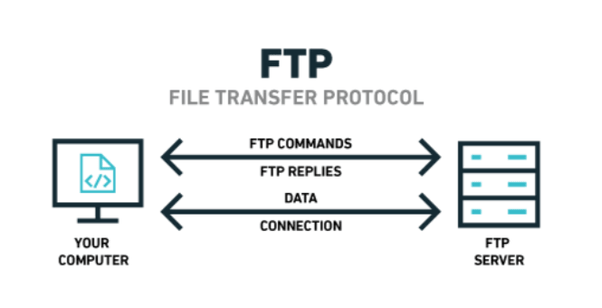 FTP
FILE TRANSFER PROTOCOL
FTP COMMANDS
FTP REPLIES
DATA
CONNECTION
YOUR
COMPUTER
FTP
SERVER